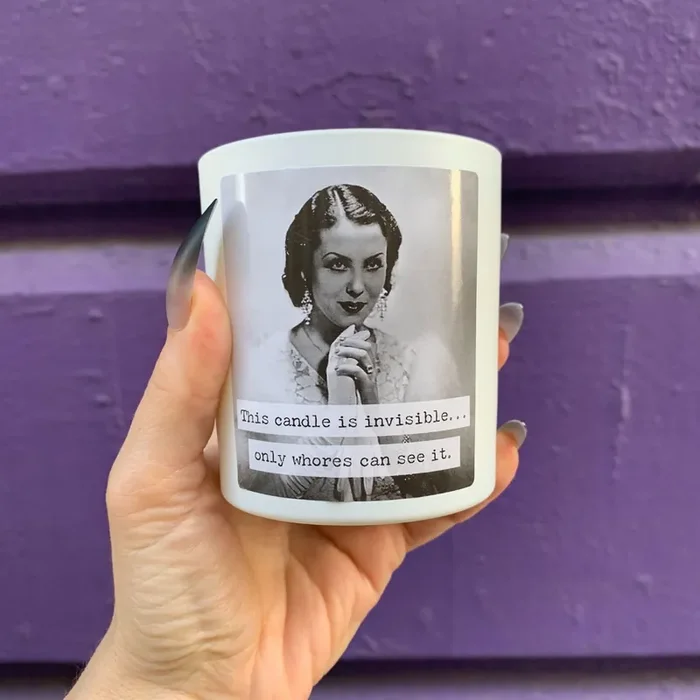 This candle is invisible...
only whores can see it.